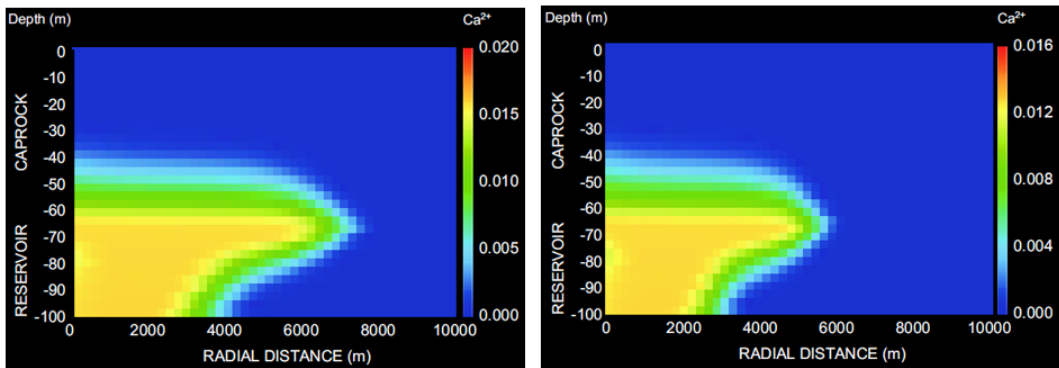 Depth (m)
Ca²⁺
0
-10
-20
-30
-40
-50
-60
-70
-80
-90
-100
CAPROCK
RESERVOIR
0.020
0.015
0.010
0.005
0.000
0 2000 4000 6000 8000 10000
RADIAL DISTANCE (m)
Depth (m)
Ca²⁺
0
-10
-20
-30
-40
-50
-60
-70
-80
-90
-100
CAPROCK
RESERVOIR
0.016
0.012
0.008
0.004
0.000
0 2000 4000 6000 8000 10000
RADIAL DISTANCE (m)